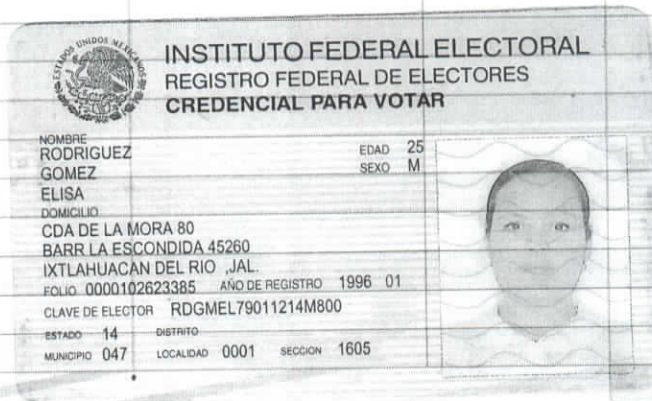 ESTADOS UNIDOS MEXICANOS
INSTITUTO FEDERAL ELECTORAL
REGISTRO FEDERAL DE ELECTORES
CREDENCIAL PARA VOTAR
NOMBRE
RODRIGUEZ
EDAD 25
GOMEZ
SEXO M
ELISA
DOMICILIO
CDA DE LA MORA 80
BARR LA ESCONDIDA 45260
IXTLAHUACAN DEL RIO ,JAL.
FOLIO 0000102623385 AÑO DE REGISTRO 1996 01
CLAVE DE ELECTOR RDGMEL79011214M800
ESTADO 14 DISTRITO
MUNICIPIO 047 LOCALIDAD 0001 SECCION 1605